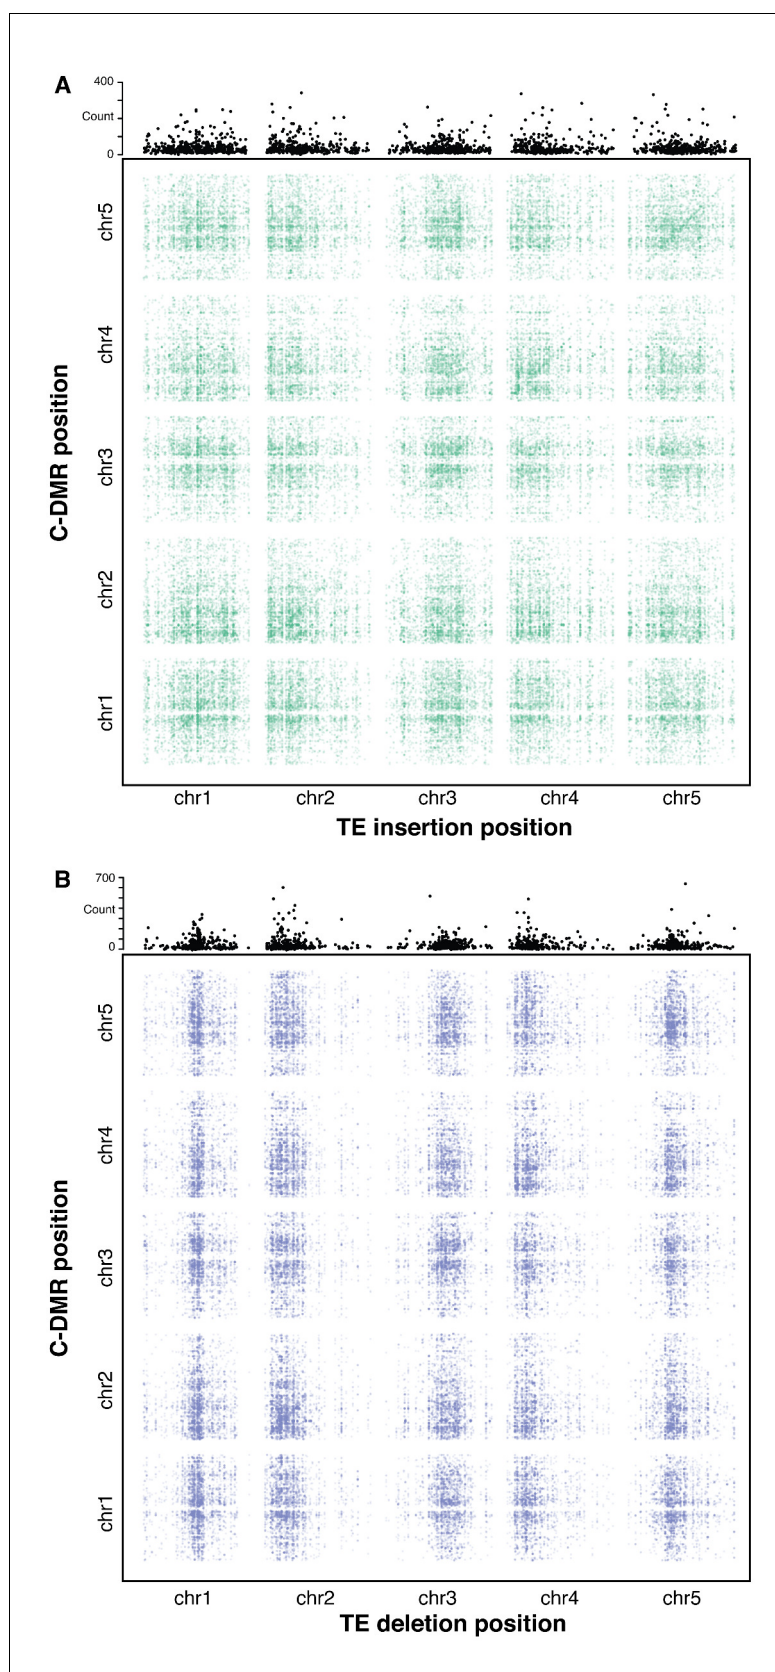 A
400
Count
0
chr5
chr4
chr3
chr2
chr1
C-DMR position
chr1 chr2 chr3 chr4 chr5
TE insertion position
B
700
Count
0
chr5
chr4
chr3
chr2
chr1
C-DMR position
chr1 chr2 chr3 chr4 chr5
TE deletion position